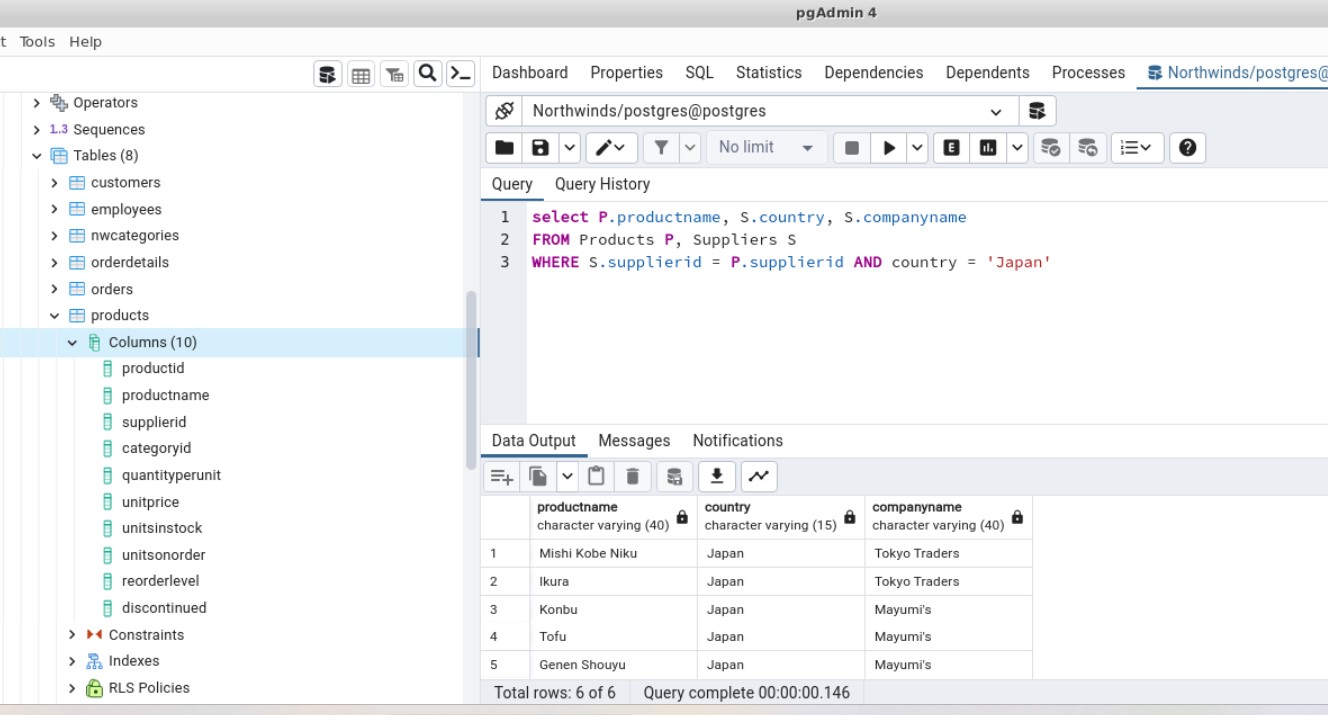 pgAdmin 4
t Tools Help
Dashboard Properties SQL Statistics Dependencies Dependents Processes Northwinds/postgres@
Operators
1.3 Sequences
Tables (8)
customers
employees
nwcategories
orderdetails
orders
products
Columns (10)
productid
productname
supplierid
categoryid
quantityperunit
unitprice
unitsinstock
unitsonorder
reorderlevel
discontinued
Constraints
Indexes
RLS Policies
Northwinds/postgres@postgres
No limit E ?
Query Query History
1 select P.productname, S.country, S.companyname
2 FROM Products P, Suppliers S
3 WHERE S.supplierid = P.supplierid AND country = 'Japan'
Data Output Messages Notifications
productname country companyname
character varying (40) character varying (15) character varying (40)
1 Mishi Kobe Niku Japan Tokyo Traders
2 Ikura Japan Tokyo Traders
3 Konbu Japan Mayumi's
4 Tofu Japan Mayumi's
5 Genen Shouyu Japan Mayumi's
Total rows: 6 of 6 Query complete 00:00:00.146